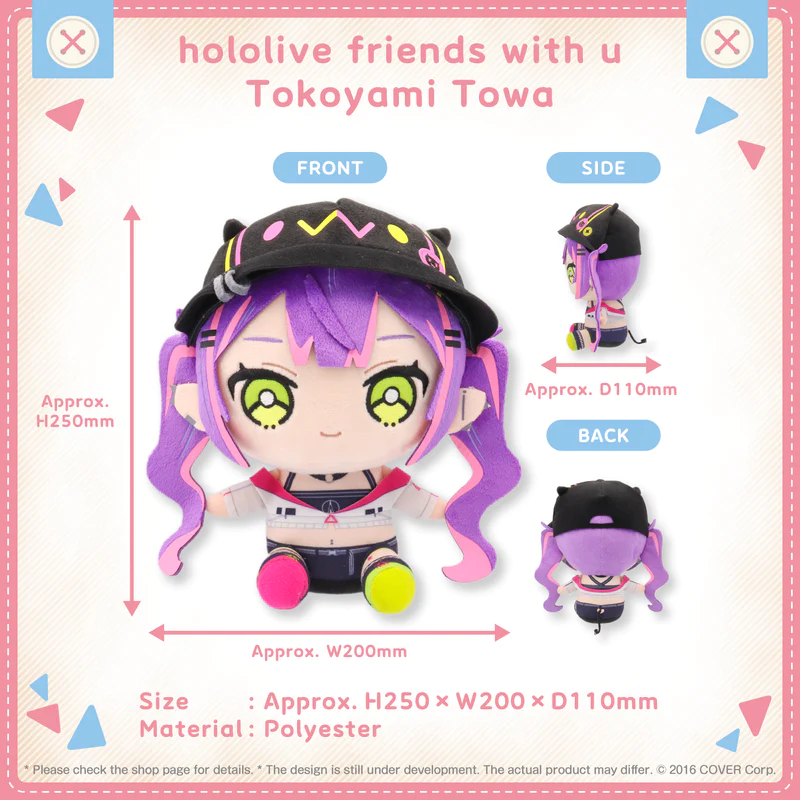 hololive friends with u
Tokoyami Towa
FRONT
SIDE
Approx.
H250mm
Approx. D110mm
BACK
Approx. W200mm
Size : Approx. H250 × W200 × D110mm
Material : Polyester
* Please check the shop page for details. * The design is still under development. The actual product may differ. © 2016 COVER Corp.